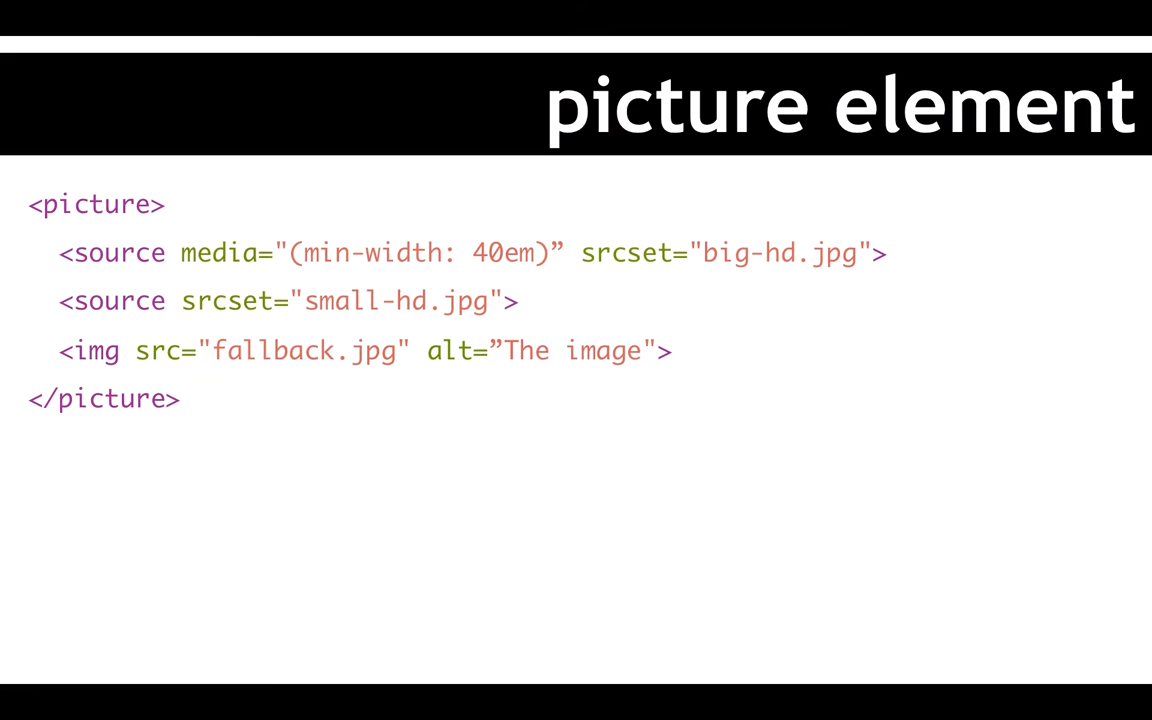 picture element
<picture>
<source media="(min-width: 40em)” srcset="big-hd.jpg">
<source srcset="small-hd.jpg">
<img src="fallback.jpg" alt=”The image">
</picture>